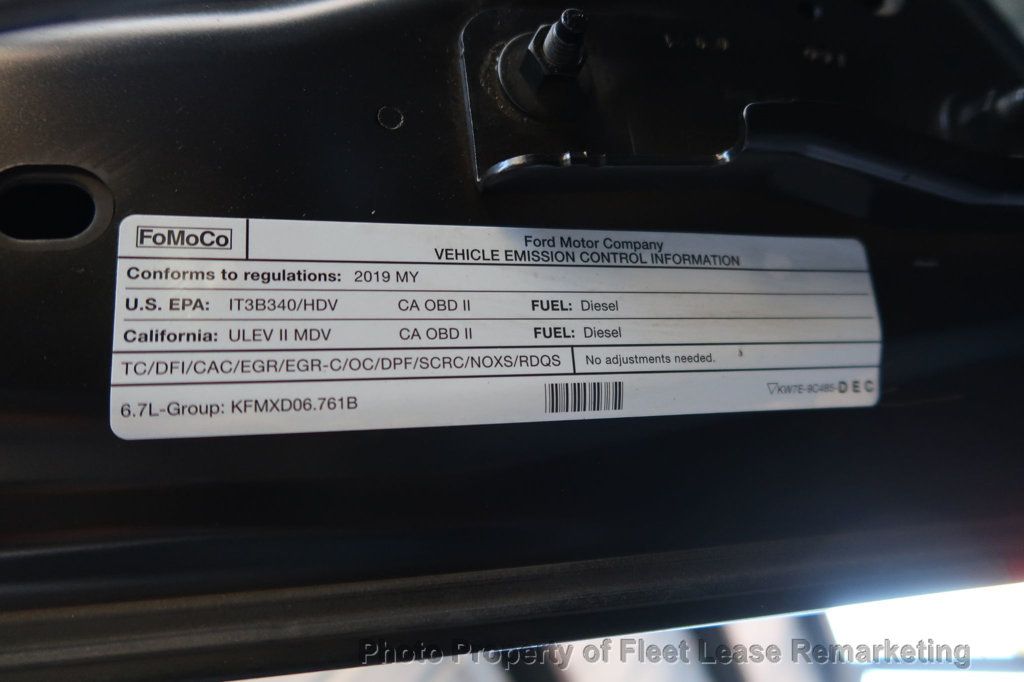 FoMoCo
Ford Motor Company
VEHICLE EMISSION CONTROL INFORMATION
Conforms to regulations: 2019 MY
U.S. EPA: IT3B340/HDV CA OBD II FUEL: Diesel
California: ULEV II MDV CA OBD II FUEL: Diesel
TC/DFI/CAC/EGR/EGR-C/OC/DPF/SCRC/NOXS/RDQS No adjustments needed.
6.7L-Group: KFMXD06.761B KW7E-9C485-DEC
Photo Property of Fleet Lease Remarketing